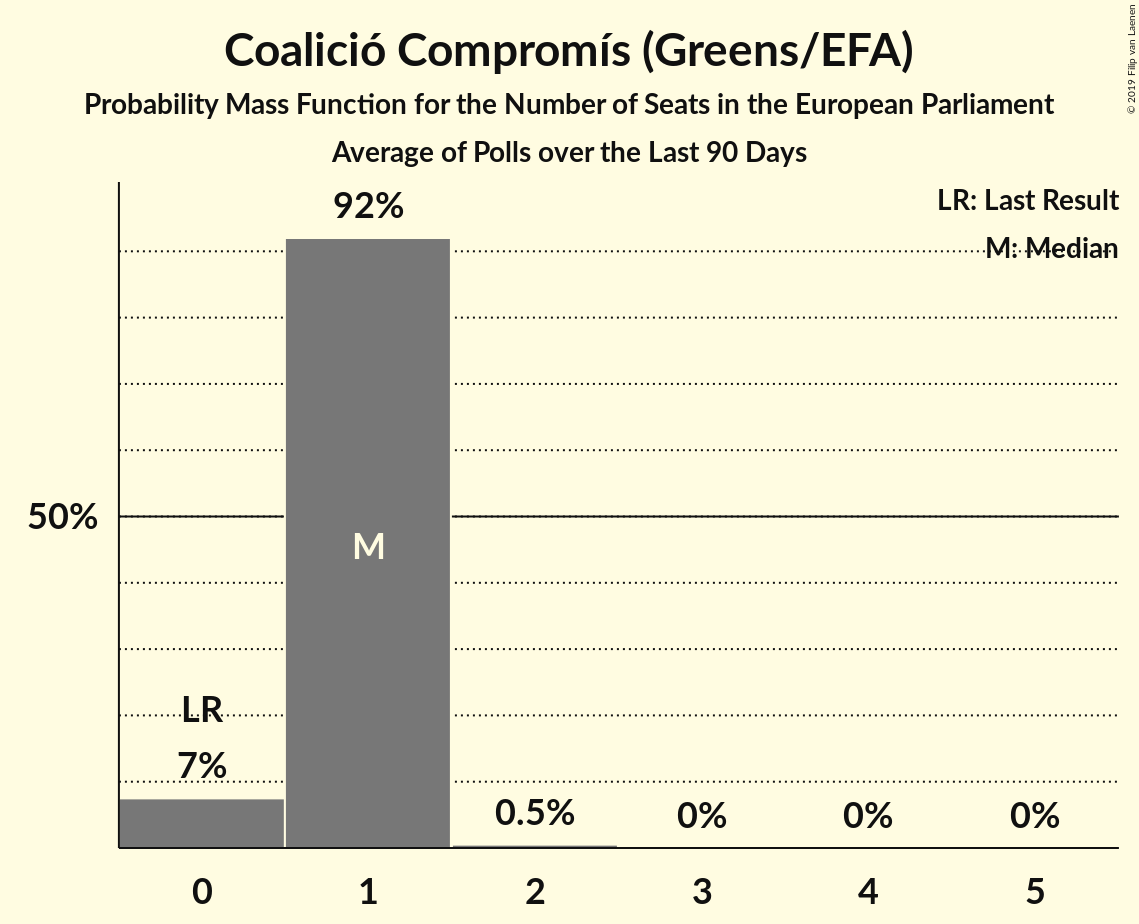 Coalició Compromís (Greens/EFA)
Probability Mass Function for the Number of Seats in the European Parliament
Average of Polls over the Last 90 Days
© 2019 Filip van Laenen
LR: Last Result
M: Median
92%
50%
M
LR
7%
0.5%
0%
0%
0%
0
1
2
3
4
5